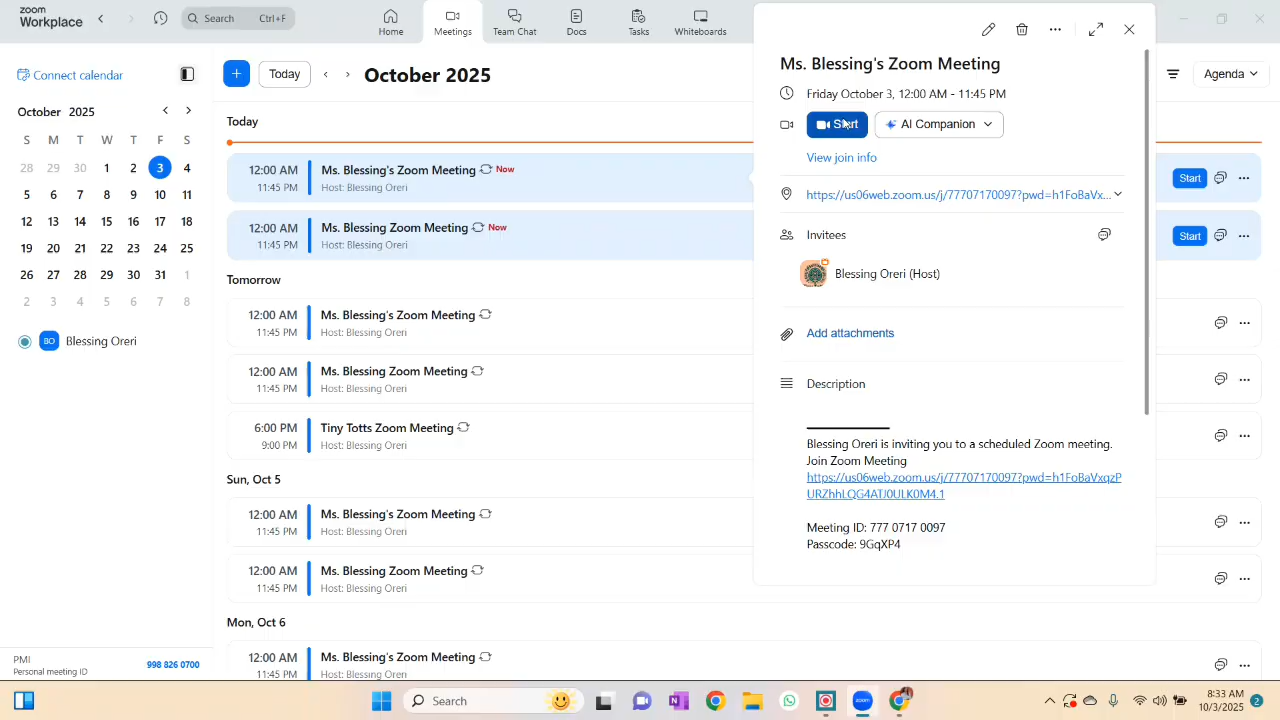 zoom
Workplace
Search
Ctrl+F
Home
Meetings
Team Chat
Docs
Tasks
Whiteboards
Connect calendar
Today
October 2025
Agenda
October 2025
S M T W T F S
28 29 30 1 2 3 4
5 6 7 8 9 10 11
12 13 14 15 16 17 18
19 20 21 22 23 24 25
26 27 28 29 30 31 1
2 3 4 5 6 7 8
BO Blessing Oreri
PMI
Personal meeting ID
998 826 0700
Today
12:00 AM Ms. Blessing's Zoom Meeting Now
11:45 PM Host: Blessing Oreri
Start
12:00 AM Ms. Blessing Zoom Meeting Now
11:45 PM Host: Blessing Oreri
Start
Tomorrow
12:00 AM Ms. Blessing's Zoom Meeting
11:45 PM Host: Blessing Oreri
12:00 AM Ms. Blessing Zoom Meeting
11:45 PM Host: Blessing Oreri
6:00 PM Tiny Totts Zoom Meeting
9:00 PM Host: Blessing Oreri
Sun, Oct 5
12:00 AM Ms. Blessing's Zoom Meeting
11:45 PM Host: Blessing Oreri
12:00 AM Ms. Blessing Zoom Meeting
11:45 PM Host: Blessing Oreri
Mon, Oct 6
12:00 AM Ms. Blessing's Zoom Meeting
11:45 PM Host: Blessing Oreri
Ms. Blessing's Zoom Meeting
Friday October 3, 12:00 AM - 11:45 PM
Start
AI Companion
View join info
https://us06web.zoom.us/j/77707170097?pwd=h1FoBaVx...
Invitees
Blessing Oreri (Host)
Add attachments
Description
Blessing Oreri is inviting you to a scheduled Zoom meeting.
Join Zoom Meeting
https://us06web.zoom.us/j/77707170097?pwd=h1FoBaVxqzP
URZhhLQG4ATJ0ULK0M4.1
Meeting ID: 777 0717 0097
Passcode: 9GqXP4
Search
zoom
8:33 AM
10/3/2025
2